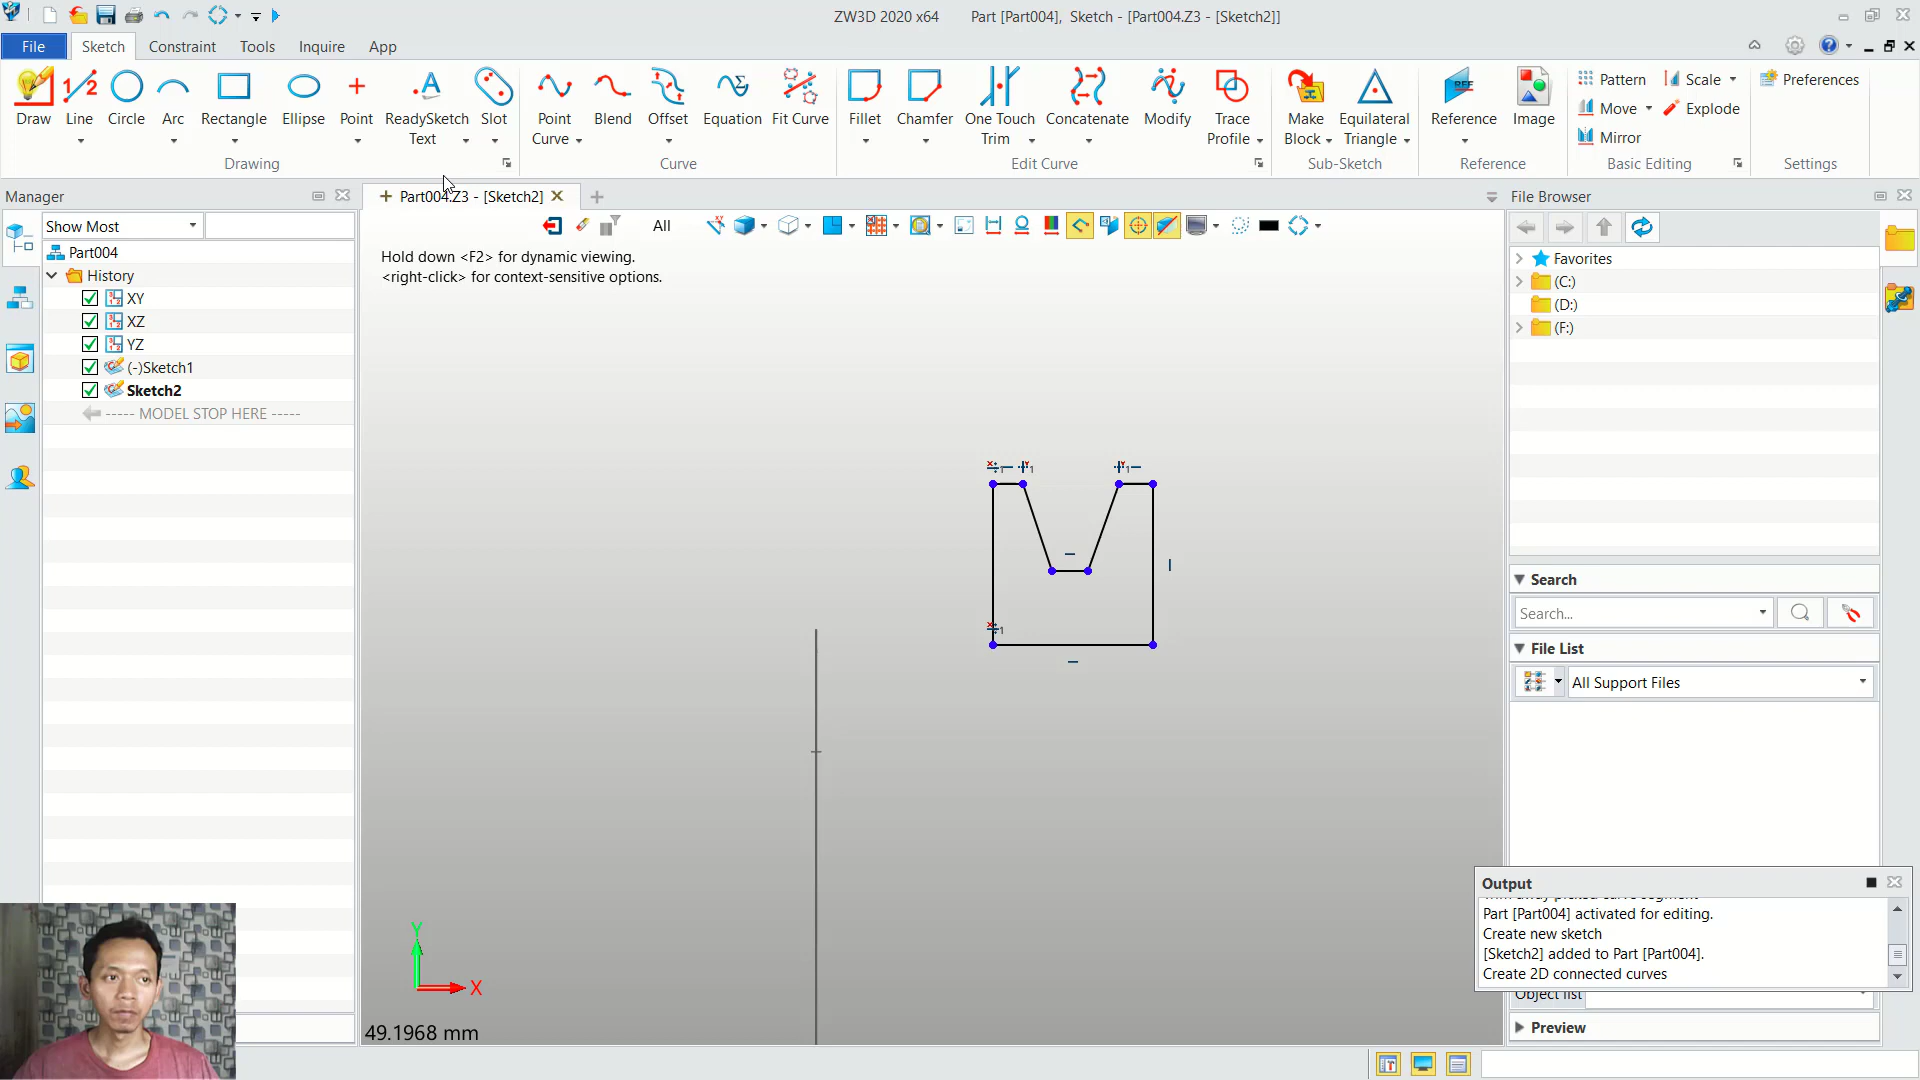 ZW3D 2020 x64 Part [Part004], Sketch - [Part004.Z3 - [Sketch2]]
File Sketch Constraint Tools Inquire App
Draw Line Circle Arc Rectangle Ellipse Point ReadySketch Text Slot
Drawing
Point Curve Blend Offset Equation Fit Curve
Curve
Fillet Chamfer One Touch Trim Concatenate Modify Trace Profile
Edit Curve
Make Block Equilateral Triangle
Sub-Sketch
Reference Image
Reference
Pattern Scale
Move Explode
Mirror
Basic Editing
Preferences
Settings
Manager
Show Most
Part004
History
XY
XZ
YZ
(-)Sketch1
Sketch2
----- MODEL STOP HERE -----
Part004.Z3 - [Sketch2]
All
Hold down <F2> for dynamic viewing.
<right-click> for context-sensitive options.
Y
X
49.1968 mm
File Browser
Favorites
(C:)
(D:)
(F:)
Search
Search...
File List
All Support Files
Output
Part [Part004] activated for editing.
Create new sketch
[Sketch2] added to Part [Part004].
Create 2D connected curves
Object list
Preview